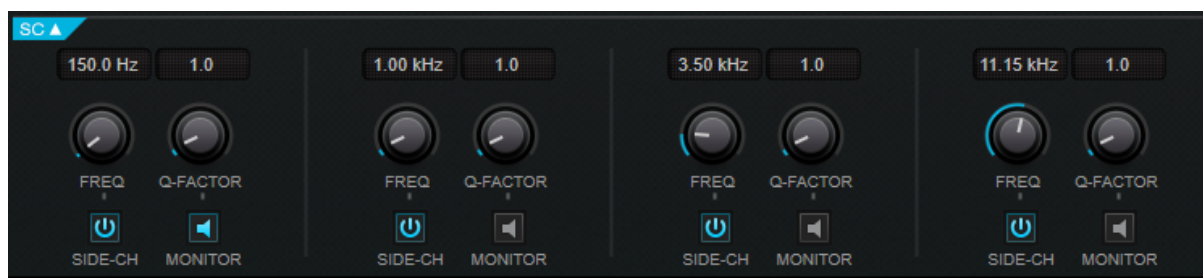 SC
150.0 Hz 1.0 1.00 kHz 1.0 3.50 kHz 1.0 11.15 kHz 1.0
FREQ Q-FACTOR FREQ Q-FACTOR FREQ Q-FACTOR FREQ Q-FACTOR
SIDE-CH MONITOR SIDE-CH MONITOR SIDE-CH MONITOR SIDE-CH MONITOR